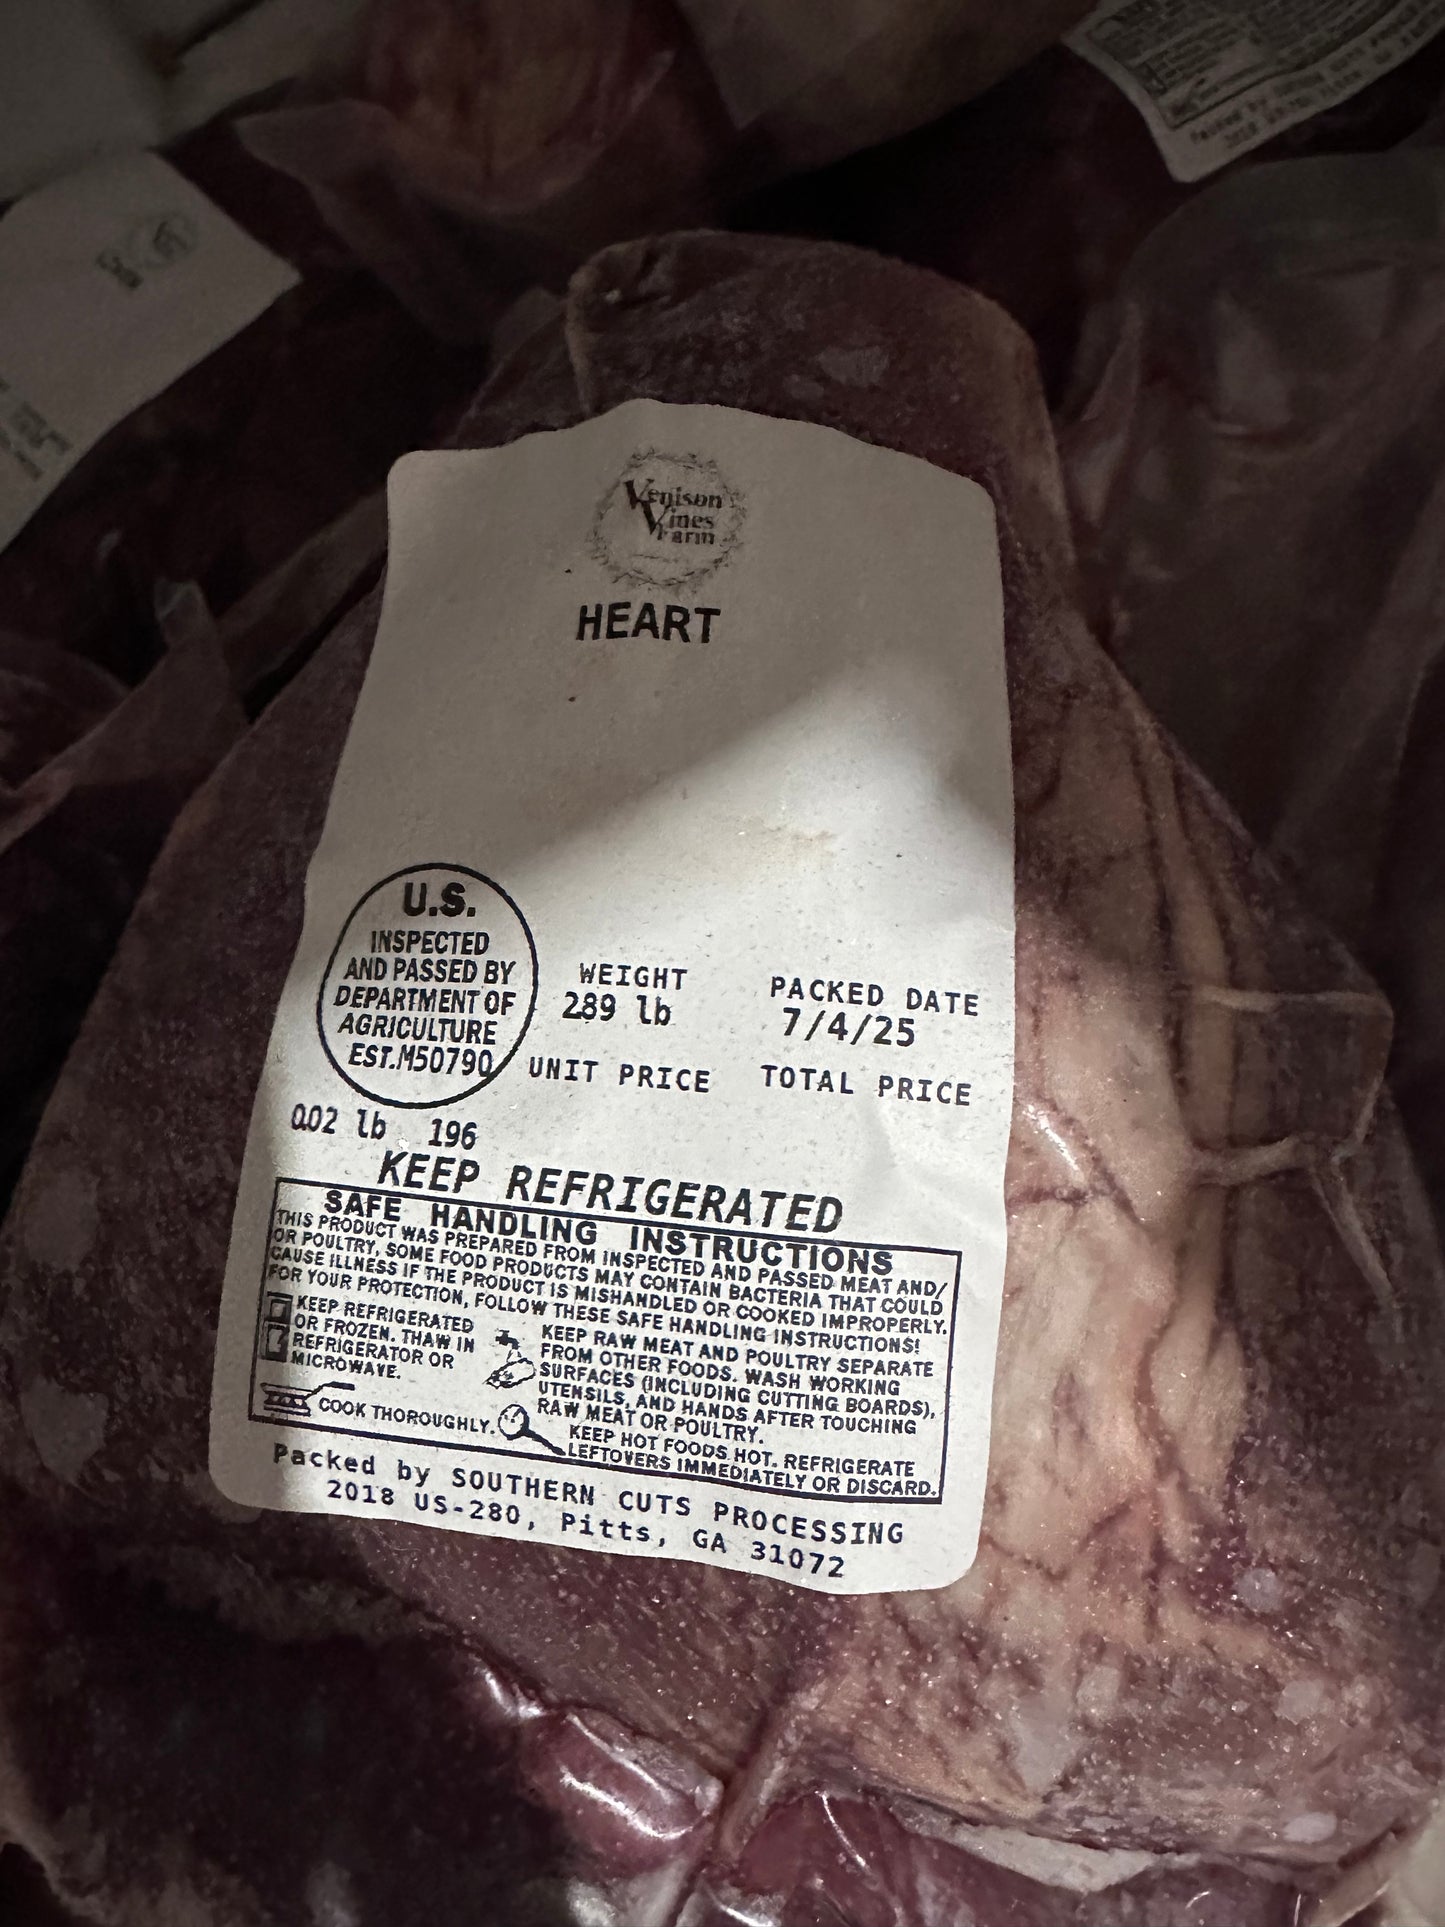 Venison
Vines
Farm
HEART
U.S.
INSPECTED
AND PASSED BY
DEPARTMENT OF
AGRICULTURE
EST.M50790
WEIGHT
2.89 lb
PACKED DATE
7/4/25
UNIT PRICE
TOTAL PRICE
0.02 lb 196
KEEP REFRIGERATED
SAFE HANDLING INSTRUCTIONS
THIS PRODUCT WAS PREPARED FROM INSPECTED AND PASSED MEAT AND/
OR POULTRY, SOME FOOD PRODUCTS MAY CONTAIN BACTERIA THAT COULD
CAUSE ILLNESS IF THE PRODUCT IS MISHANDLED OR COOKED IMPROPERLY.
FOR YOUR PROTECTION, FOLLOW THESE SAFE HANDLING INSTRUCTIONS!
KEEP REFRIGERATED
OR FROZEN. THAW IN
REFRIGERATOR OR
MICROWAVE.
KEEP RAW MEAT AND POULTRY SEPARATE
FROM OTHER FOODS. WASH WORKING
SURFACES (INCLUDING CUTTING BOARDS),
UTENSILS, AND HANDS AFTER TOUCHING
RAW MEAT OR POULTRY.
COOK THOROUGHLY.
KEEP HOT FOODS HOT. REFRIGERATE
LEFTOVERS IMMEDIATELY OR DISCARD.
Packed by SOUTHERN CUTS PROCESSING
2018 US-280, Pitts, GA 31072